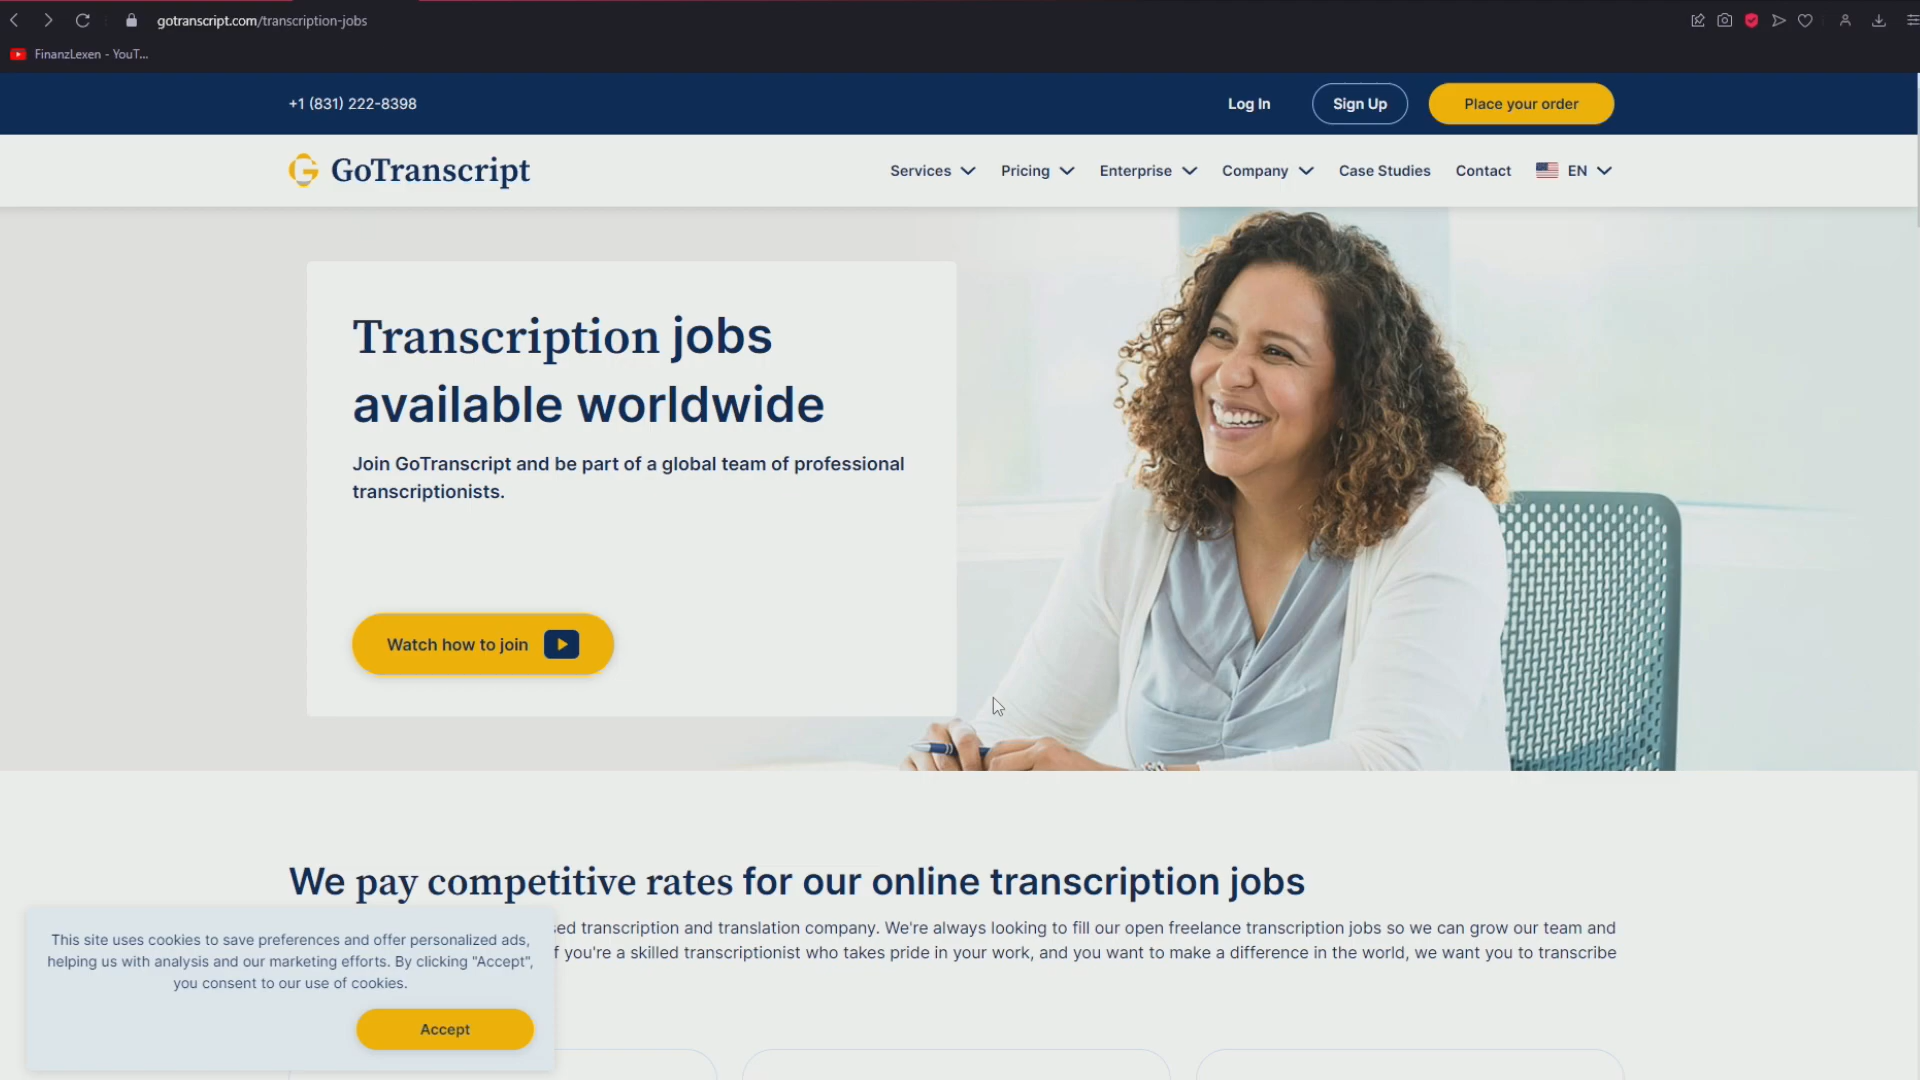 gotranscript.com/transcription-jobs
FinanzLexen - YouT...
+1 (831) 222-8398
Log In
Sign Up
Place your order
GoTranscript
Services
Pricing
Enterprise
Company
Case Studies
Contact
EN
Transcription jobs
available worldwide
Join GoTranscript and be part of a global team of professional
transcriptionists.
Watch how to join
We pay competitive rates for our online transcription jobs
transcription and translation company. We're always looking to fill our open freelance transcription jobs so we can grow our team and
you're a skilled transcriptionist who takes pride in your work, and you want to make a difference in the world, we want you to transcribe
This site uses cookies to save preferences and offer personalized ads,
helping us with analysis and our marketing efforts. By clicking "Accept",
you consent to our use of cookies.
Accept